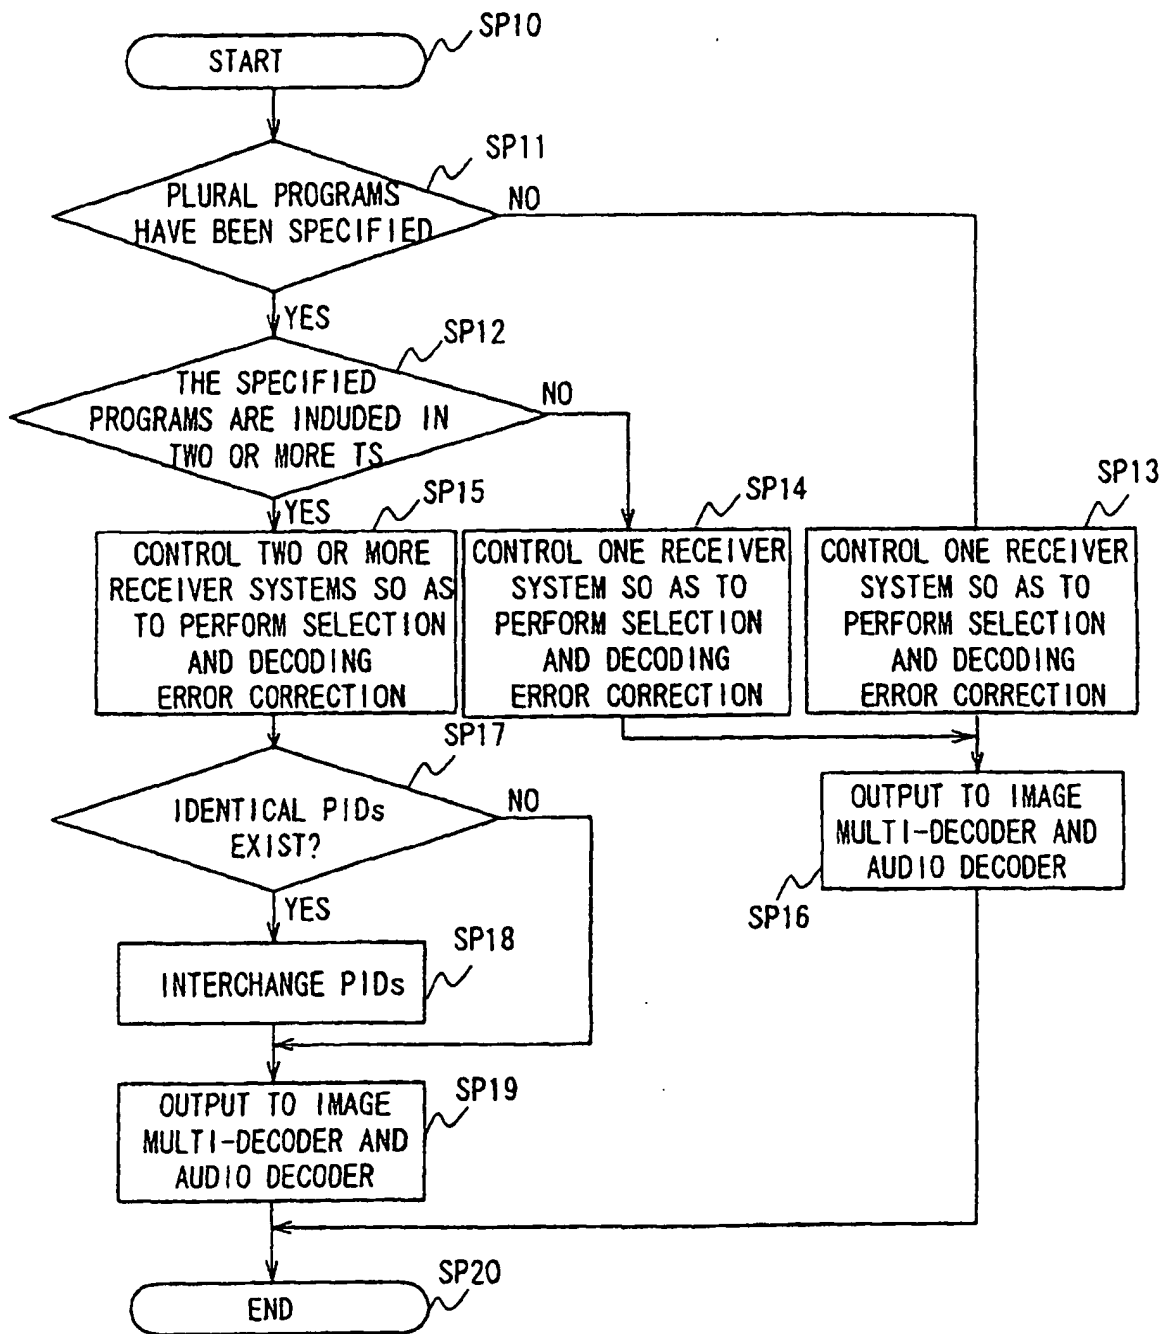 SP10
START
SP11
PLURAL PROGRAMS
HAVE BEEN SPECIFIED
NO
YES
SP12
THE SPECIFIED
PROGRAMS ARE INDUDED IN
TWO OR MORE TS
NO
YES
SP15
CONTROL TWO OR MORE
RECEIVER SYSTEMS SO AS
TO PERFORM SELECTION
AND DECODING
ERROR CORRECTION
SP14
CONTROL ONE RECEIVER
SYSTEM SO AS TO
PERFORM SELECTION
AND DECODING
ERROR CORRECTION
SP13
CONTROL ONE RECEIVER
SYSTEM SO AS TO
PERFORM SELECTION
AND DECODING
ERROR CORRECTION
SP17
IDENTICAL PIDs
EXIST?
NO
YES
OUTPUT TO IMAGE
MULTI-DECODER AND
AUDIO DECODER
SP16
SP18
INTERCHANGE PIDs
SP19
OUTPUT TO IMAGE
MULTI-DECODER AND
AUDIO DECODER
SP20
END